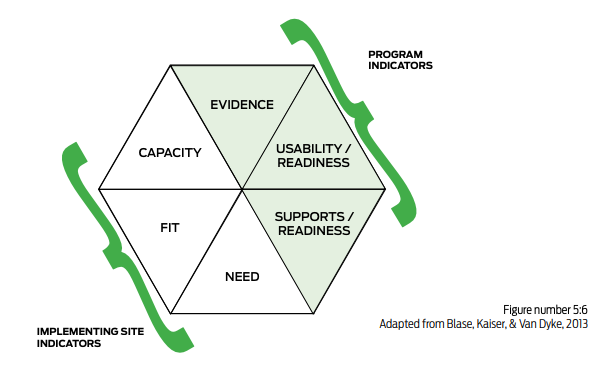 PROGRAM
INDICATORS
EVIDENCE
CAPACITY
USABILITY /
READINESS
FIT
SUPPORTS /
READINESS
NEED
Figure number 5:6
Adapted from Blase, Kaiser, & Van Dyke, 2013
IMPLEMENTING SITE
INDICATORS